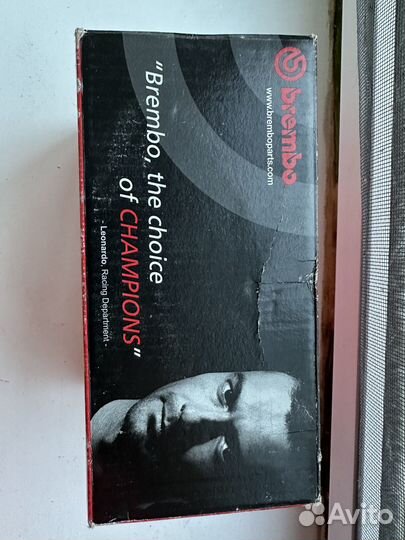 brembo
www.bremboparts.com
"Brembo, the choice
of CHAMPIONS"
- Leonardo, Racing Department -
Avito